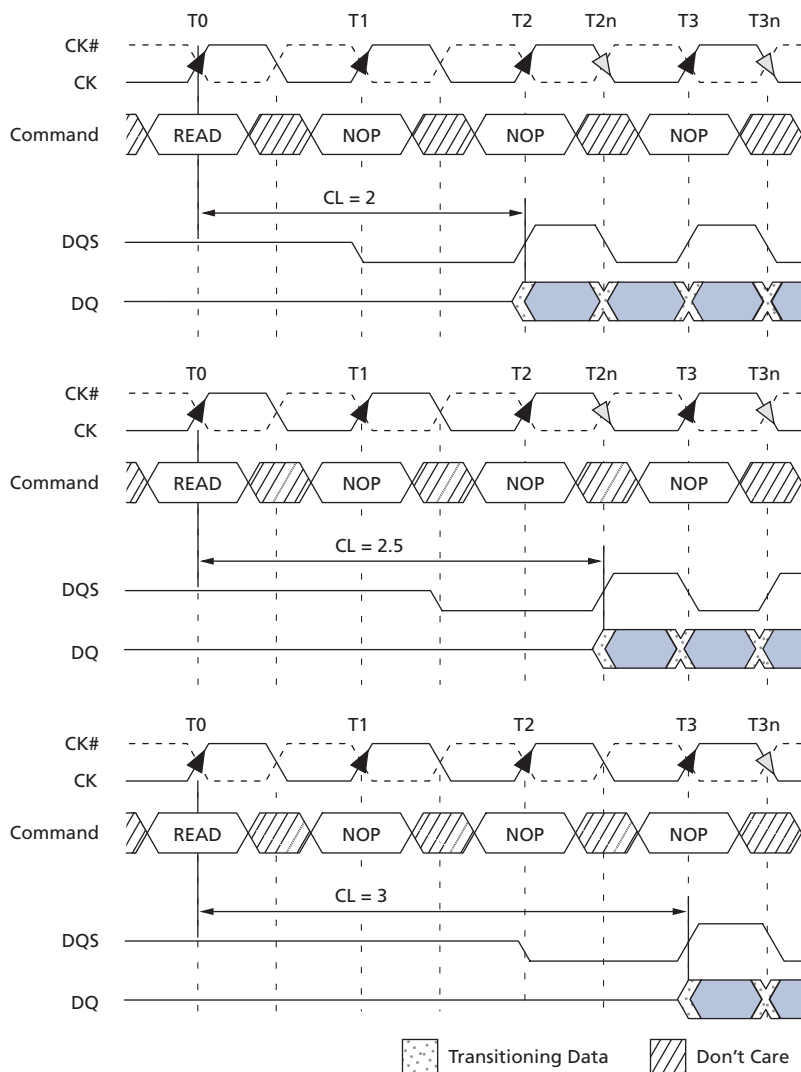 T0 T1 T2 T2n T3 T3n
CK#
CK
Command READ NOP NOP NOP
CL = 2
DQS
DQ
T0 T1 T2 T2n T3 T3n
CK#
CK
Command READ NOP NOP NOP
CL = 2.5
DQS
DQ
T0 T1 T2 T3 T3n
CK#
CK
Command READ NOP NOP NOP
CL = 3
DQS
DQ
Transitioning Data Don't Care